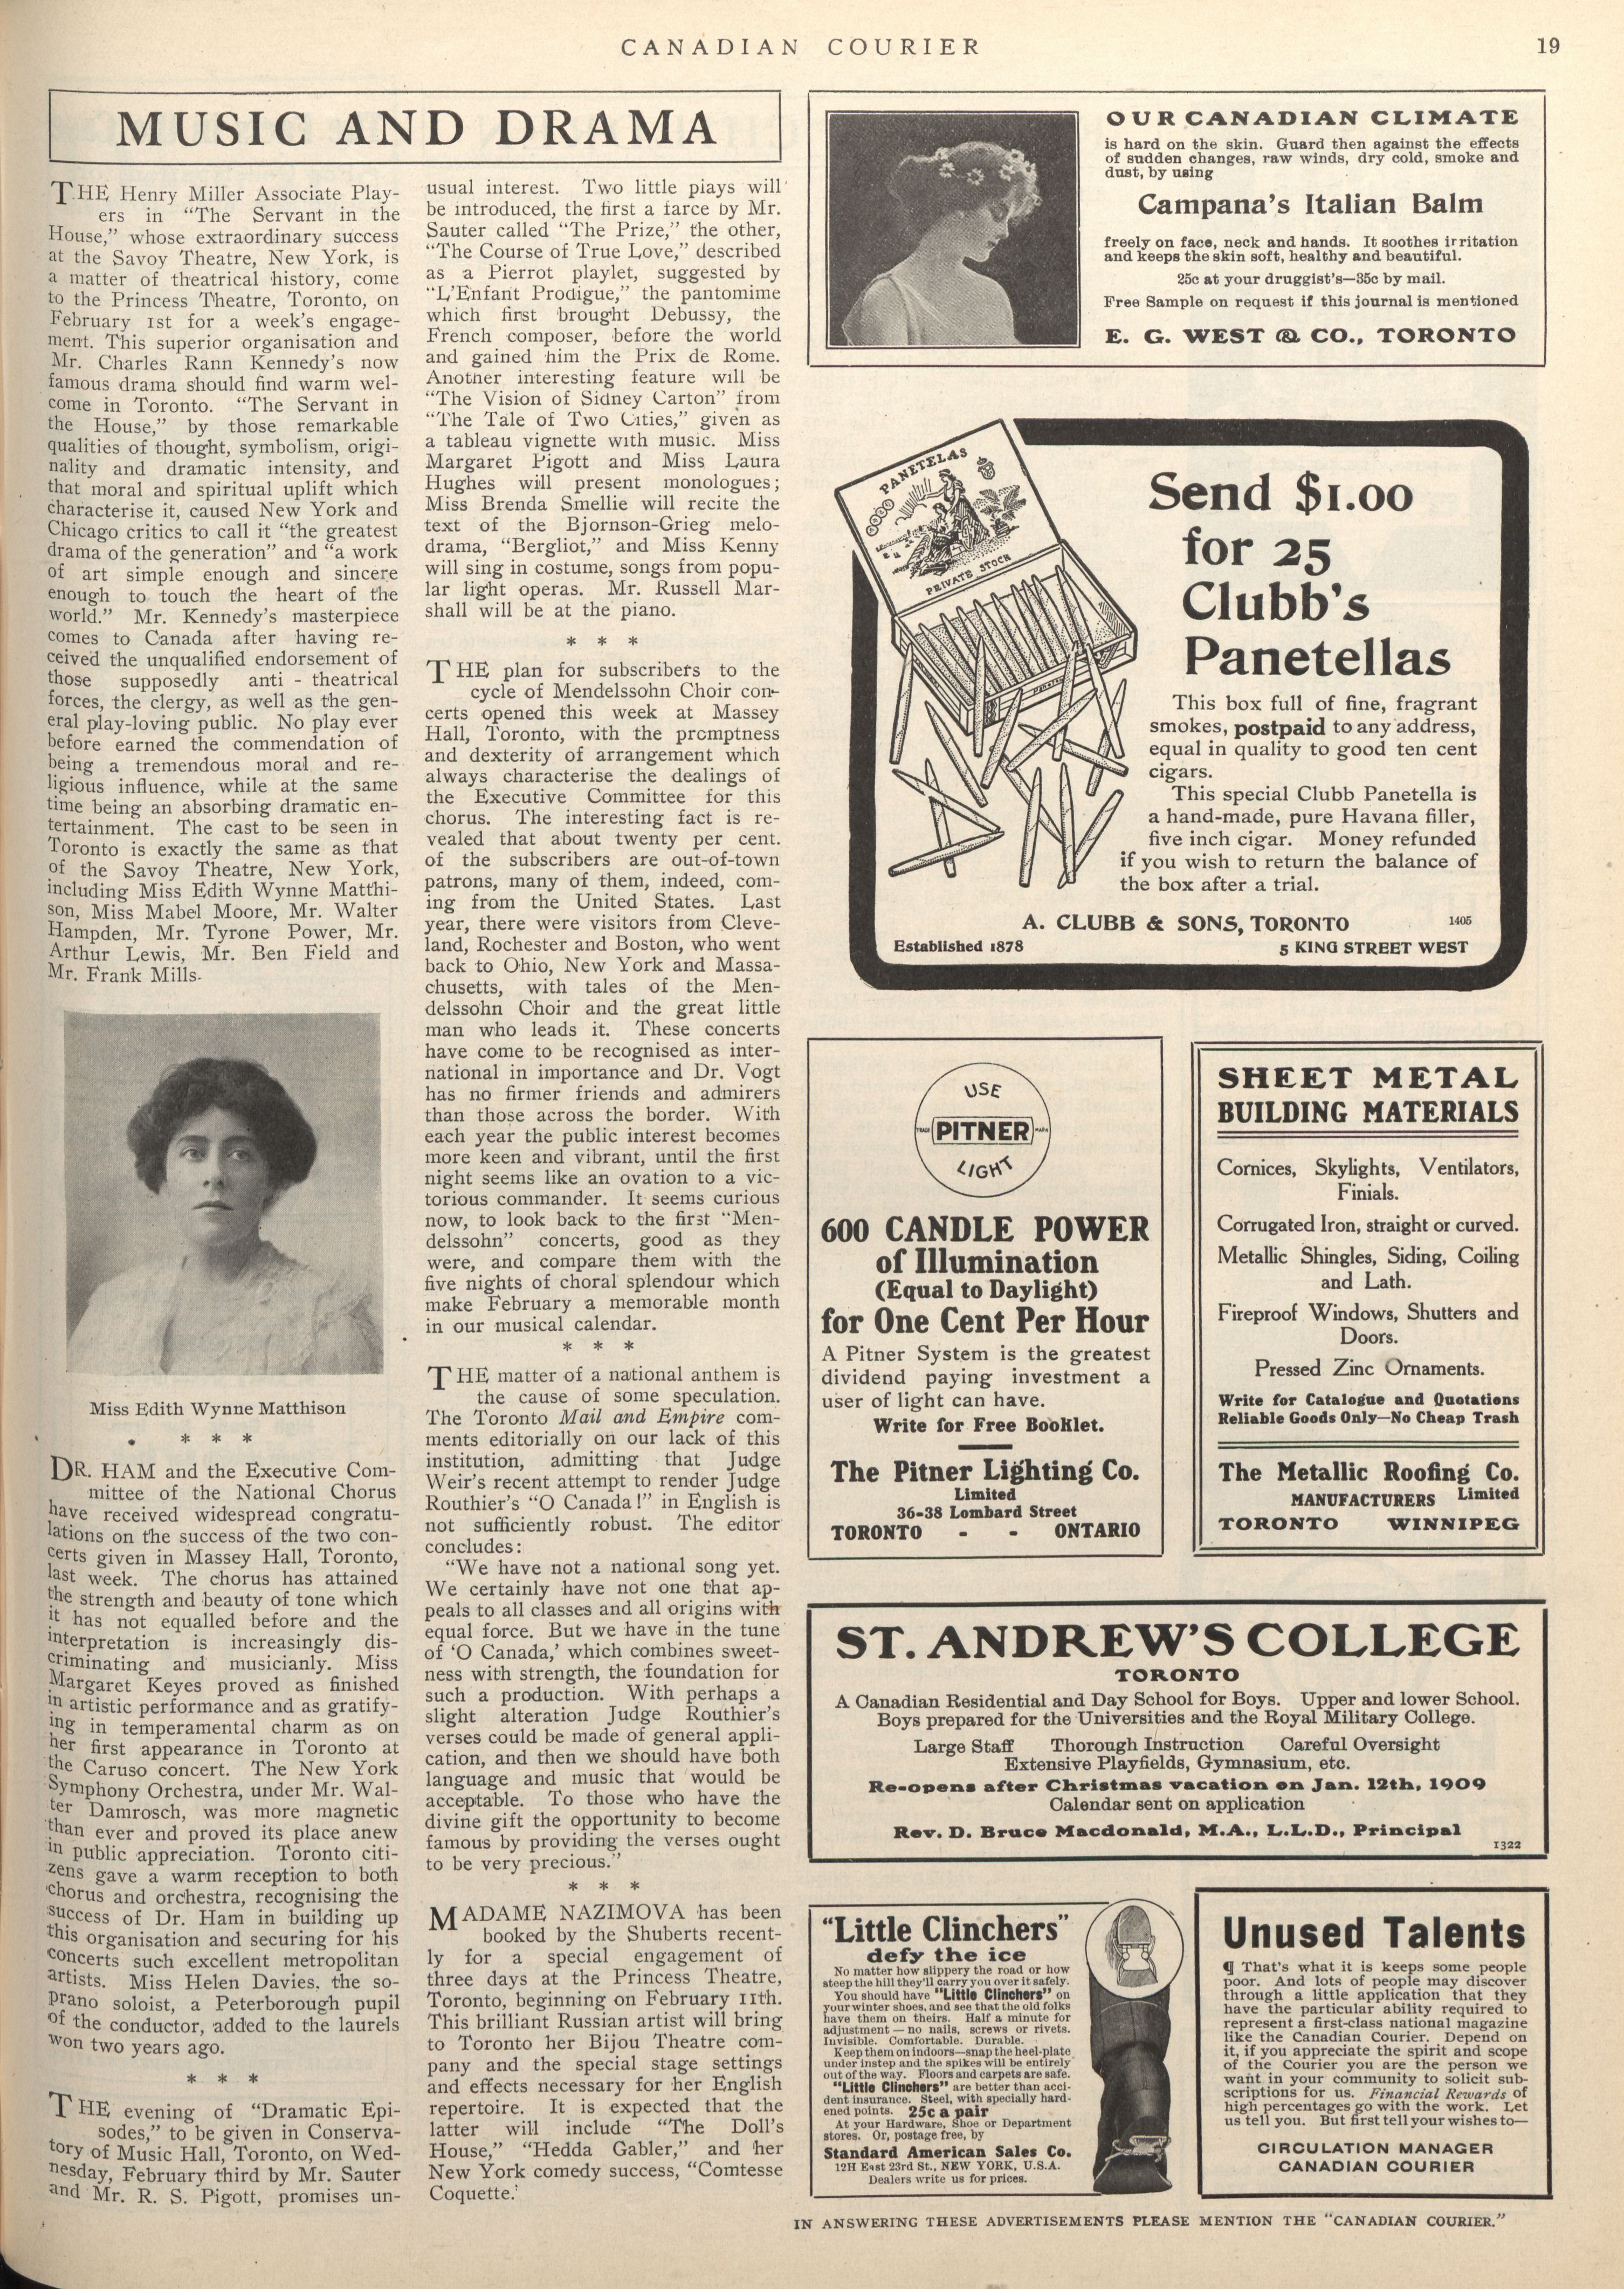 CANADIAN COURIER
19
MUSIC AND DRAMA
THE Henry Miller Associate Play-
ers in "The Servant in the
House," whose extraordinary success
at the Savoy Theatre, New York, is
a matter of theatrical history, come
to the Princess Theatre, Toronto, on
February 1st for a week's engage-
ment. This superior organisation and
Mr. Charles Rann Kennedy's now
famous drama should find warm wel-
come in Toronto. "The Servant in
the House," by those remarkable
qualities of thought, symbolism, origi-
nality and dramatic intensity, and
that moral and spiritual uplift which
characterise it, caused New York and
Chicago critics to call it "the greatest
drama of the generation" and "a work
of art simple enough and sincere
enough to touch the heart of the
world." Mr. Kennedy's masterpiece
comes to Canada after having re-
ceived the unqualified endorsement of
those supposedly anti - theatrical
forces, the clergy, as well as the gen-
eral play-loving public. No play ever
before earned the commendation of
being a tremendous moral and re-
ligious influence, while at the same
time being an absorbing dramatic en-
tertainment. The cast to be seen in
Toronto is exactly the same as that
of the Savoy Theatre, New York,
including Miss Edith Wynne Matthi-
son, Miss Mabel Moore, Mr. Walter
Hampden, Mr. Tyrone Power, Mr.
Arthur Lewis, Mr. Ben Field and
Mr. Frank Mills.
Miss Edith Wynne Matthison
* * *
DR. HAM and the Executive Com-
mittee of the National Chorus
have received widespread congratu-
lations on the success of the two con-
certs given in Massey Hall, Toronto,
last week. The chorus has attained
the strength and beauty of tone which
it has not equalled before and the
interpretation is increasingly dis-
criminating and musicianly. Miss
Margaret Keyes proved as finished
in artistic performance and as gratify-
ing in temperamental charm as on
her first appearance in Toronto at
the Caruso concert. The New York
Symphony Orchestra, under Mr. Wal-
ter Damrosch, was more magnetic
than ever and proved its place anew
in public appreciation. Toronto citi-
zens gave a warm reception to both
chorus and orchestra, recognising the
success of Dr. Ham in building up
this organisation and securing for his
concerts such excellent metropolitan
artists. Miss Helen Davies, the so-
prano soloist, a Peterborough pupil
of the conductor, added to the laurels
won two years ago.
* * *
THE evening of "Dramatic Epi-
sodes," to be given in Conserva-
tory of Music Hall, Toronto, on Wed-
nesday, February third by Mr. Sauter
and Mr. R. S. Pigott, promises un-
usual interest. Two little plays will
be introduced, the first a farce by Mr.
Sauter called "The Prize," the other,
"The Course of True Love," described
as a Pierrot playlet, suggested by
"L'Enfant Prodigue," the pantomime
which first brought Debussy, the
French composer, before the world
and gained him the Prix de Rome.
Another interesting feature will be
"The Vision of Sidney Carton" from
"The Tale of Two Cities," given as
a tableau vignette with music. Miss
Margaret Pigott and Miss Laura
Hughes will present monologues;
Miss Brenda Smellie will recite the
text of the Bjornson-Grieg melo-
drama, "Bergliot," and Miss Kenny
will sing in costume, songs from popu-
lar light operas. Mr. Russell Mar-
shall will be at the piano.
* * *
THE plan for subscribers to the
cycle of Mendelssohn Choir con-
certs opened this week at Massey
Hall, Toronto, with the promptness
and dexterity of arrangement which
always characterise the dealings of
the Executive Committee for this
chorus. The interesting fact is re-
vealed that about twenty per cent.
of the subscribers are out-of-town
patrons, many of them, indeed, com-
ing from the United States. Last
year, there were visitors from Cleve-
land, Rochester and Boston, who went
back to Ohio, New York and Massa-
chusetts, with tales of the Men-
delssohn Choir and the great little
man who leads it. These concerts
have come to be recognised as inter-
national in importance and Dr. Vogt
has no firmer friends and admirers
than those across the border. With
each year the public interest becomes
more keen and vibrant, until the first
night seems like an ovation to a vic-
torious commander. It seems curious
now, to look back to the first "Men-
delssohn" concerts, good as they
were, and compare them with the
five nights of choral splendour which
make February a memorable month
in our musical calendar.
* * *
THE matter of a national anthem is
the cause of some speculation.
The Toronto Mail and Empire com-
ments editorially on our lack of this
institution, admitting that Judge
Weir's recent attempt to render Judge
Routhier's "O Canada!" in English is
not sufficiently robust. The editor
concludes:
"We have not a national song yet.
We certainly have not one that ap-
peals to all classes and all origins with
equal force. But we have in the tune
of 'O Canada,' which combines sweet-
ness with strength, the foundation for
such a production. With perhaps a
slight alteration Judge Routhier's
verses could be made of general appli-
cation, and then we should have both
language and music that would be
acceptable. To those who have the
divine gift the opportunity to become
famous by providing the verses ought
to be very precious."
* * *
MADAME NAZIMOVA has been
booked by the Shuberts recent-
ly for a special engagement of
three days at the Princess Theatre,
Toronto, beginning on February 11th.
This brilliant Russian artist will bring
to Toronto her Bijou Theatre com-
pany and the special stage settings
and effects necessary for her English
repertoire. It is expected that the
latter will include "The Doll's
House," "Hedda Gabler," and her
New York comedy success, "Comtesse
Coquette.'
OUR CANADIAN CLIMATE
is hard on the skin. Guard then against the effects
of sudden changes, raw winds, dry cold, smoke and
dust, by using
Campana's Italian Balm
freely on face, neck and hands. It soothes irritation
and keeps the skin soft, healthy and beautiful.
25c at your druggist's—35c by mail.
Free Sample on request if this journal is mentioned
E. G. WEST & CO., TORONTO
PANETELAS
PRIVATE STOCK
Send $1.00
for 25
Clubb's
Panetellas
This box full of fine, fragrant
smokes, postpaid to any address,
equal in quality to good ten cent
cigars.
This special Clubb Panetella is
a hand-made, pure Havana filler,
five inch cigar. Money refunded
if you wish to return the balance of
the box after a trial.
A. CLUBB & SONS, TORONTO
1405
Established 1878
5 KING STREET WEST
USE
TRADE PITNER MARK
LIGHT
600 CANDLE POWER
of Illumination
(Equal to Daylight)
for One Cent Per Hour
A Pitner System is the greatest
dividend paying investment a
user of light can have.
Write for Free Booklet.
The Pitner Lighting Co.
Limited
36-38 Lombard Street
TORONTO - - ONTARIO
SHEET METAL
BUILDING MATERIALS
Cornices, Skylights, Ventilators,
Finials.
Corrugated Iron, straight or curved.
Metallic Shingles, Siding, Coiling
and Lath.
Fireproof Windows, Shutters and
Doors.
Pressed Zinc Ornaments.
Write for Catalogue and Quotations
Reliable Goods Only—No Cheap Trash
The Metallic Roofing Co.
MANUFACTURERS Limited
TORONTO WINNIPEG
ST. ANDREW'S COLLEGE
TORONTO
A Canadian Residential and Day School for Boys. Upper and lower School.
Boys prepared for the Universities and the Royal Military College.
Large Staff Thorough Instruction Careful Oversight
Extensive Playfields, Gymnasium, etc.
Re-opens after Christmas vacation on Jan. 12th, 1909
Calendar sent on application
Rev. D. Bruce Macdonald, M.A., L.L.D., Principal
1322
"Little Clinchers"
defy the ice
No matter how slippery the road or how
steep the hill they'll carry you over it safely.
You should have "Little Clinchers" on
your winter shoes, and see that the old folks
have them on theirs. Half a minute for
adjustment — no nails, screws or rivets.
Invisible. Comfortable. Durable.
Keep them on indoors—snap the heel-plate
under instep and the spikes will be entirely
out of the way. Floors and carpets are safe.
"Little Clinchers" are better than acci-
dent insurance. Steel, with specially hard-
ened points. 25c a pair
At your Hardware, Shoe or Department
stores. Or, postage free, by
Standard American Sales Co.
12H East 23rd St., NEW YORK, U.S.A.
Dealers write us for prices.
Unused Talents
¶ That's what it is keeps some people
poor. And lots of people may discover
through a little application that they
have the particular ability required to
represent a first-class national magazine
like the Canadian Courier. Depend on
it, if you appreciate the spirit and scope
of the Courier you are the person we
want in your community to solicit sub-
scriptions for us. Financial Rewards of
high percentages go with the work. Let
us tell you. But first tell your wishes to—
CIRCULATION MANAGER
CANADIAN COURIER
IN ANSWERING THESE ADVERTISEMENTS PLEASE MENTION THE "CANADIAN COURIER."